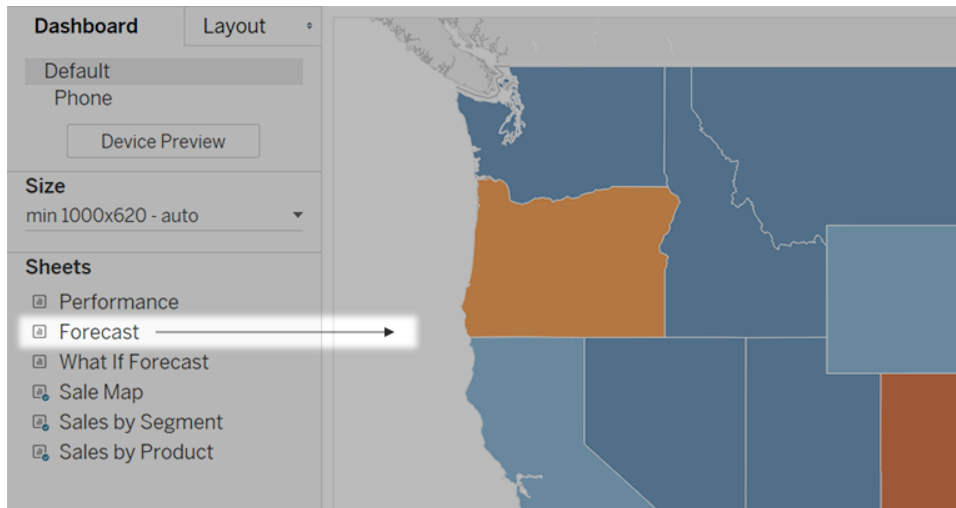 Dashboard Layout
Default
Phone
Device Preview
Size
min 1000x620 - auto
Sheets
Performance
Forecast
What If Forecast
Sale Map
Sales by Segment
Sales by Product